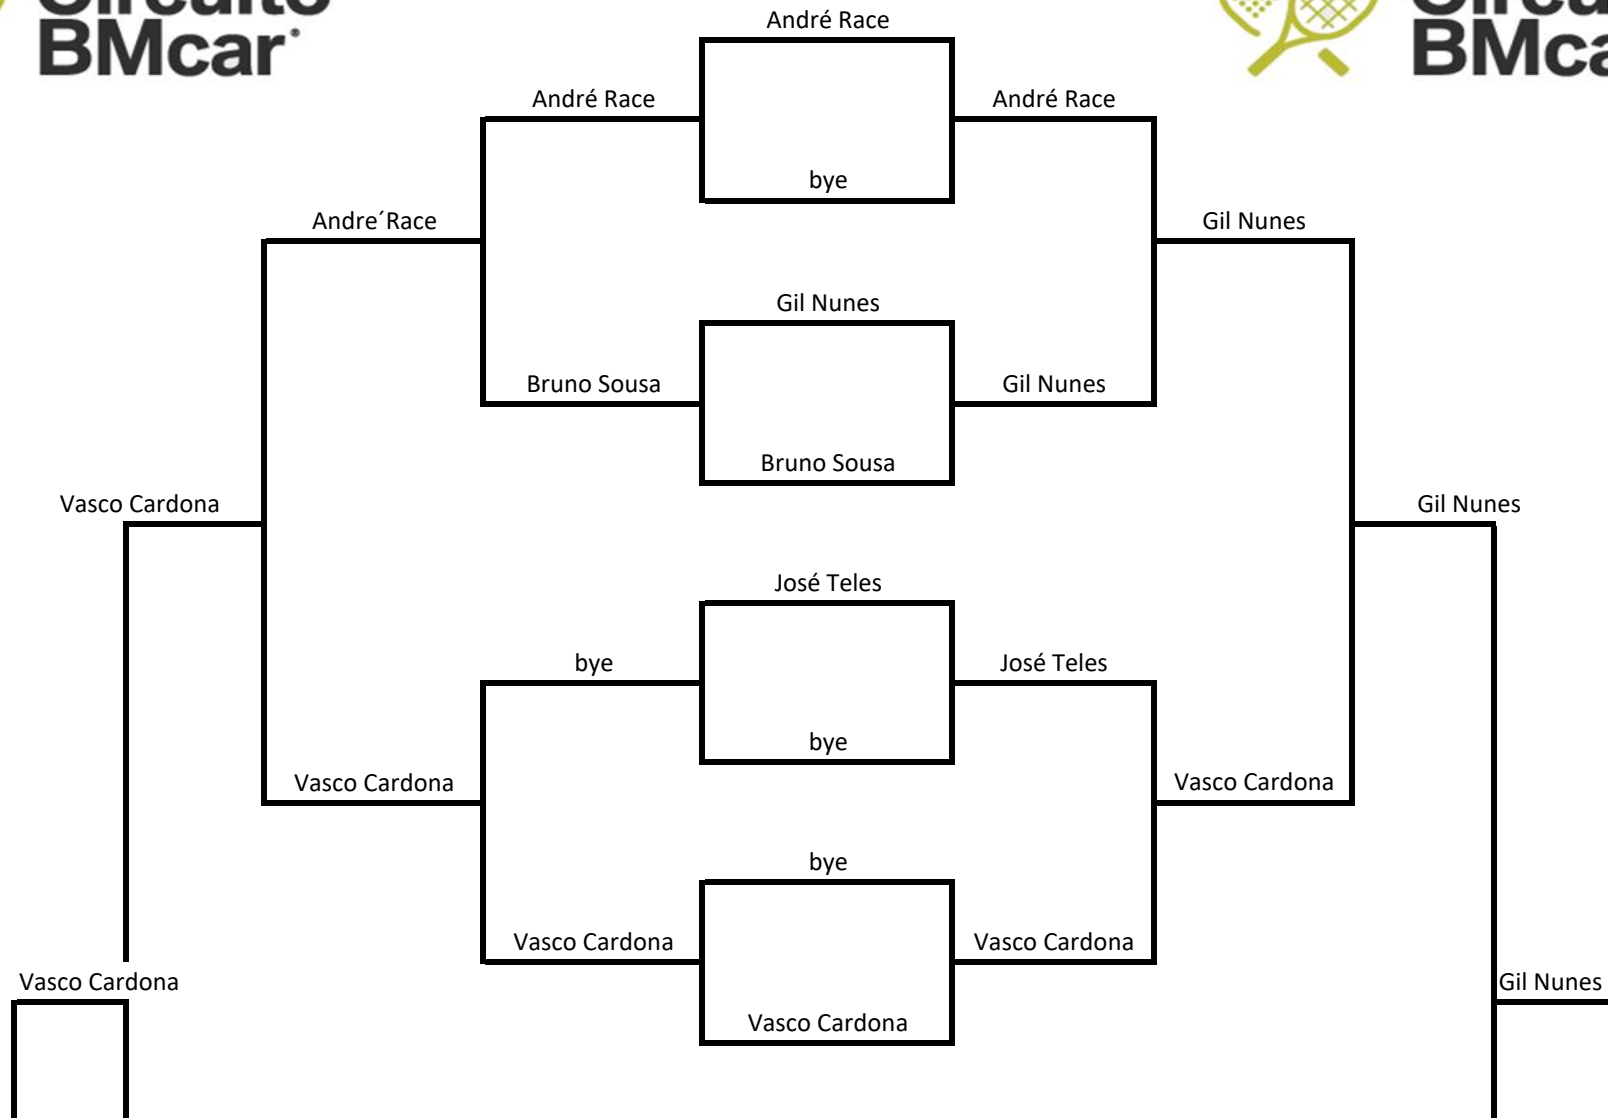 BMcar
BMca
André Race
André Race
André Race
bye
Andre´Race
Gil Nunes
Gil Nunes
Bruno Sousa
Gil Nunes
Bruno Sousa
Vasco Cardona
Gil Nunes
José Teles
bye
José Teles
bye
Vasco Cardona
Vasco Cardona
bye
Vasco Cardona
Vasco Cardona
Vasco Cardona
Gil Nunes
Vasco Cardona